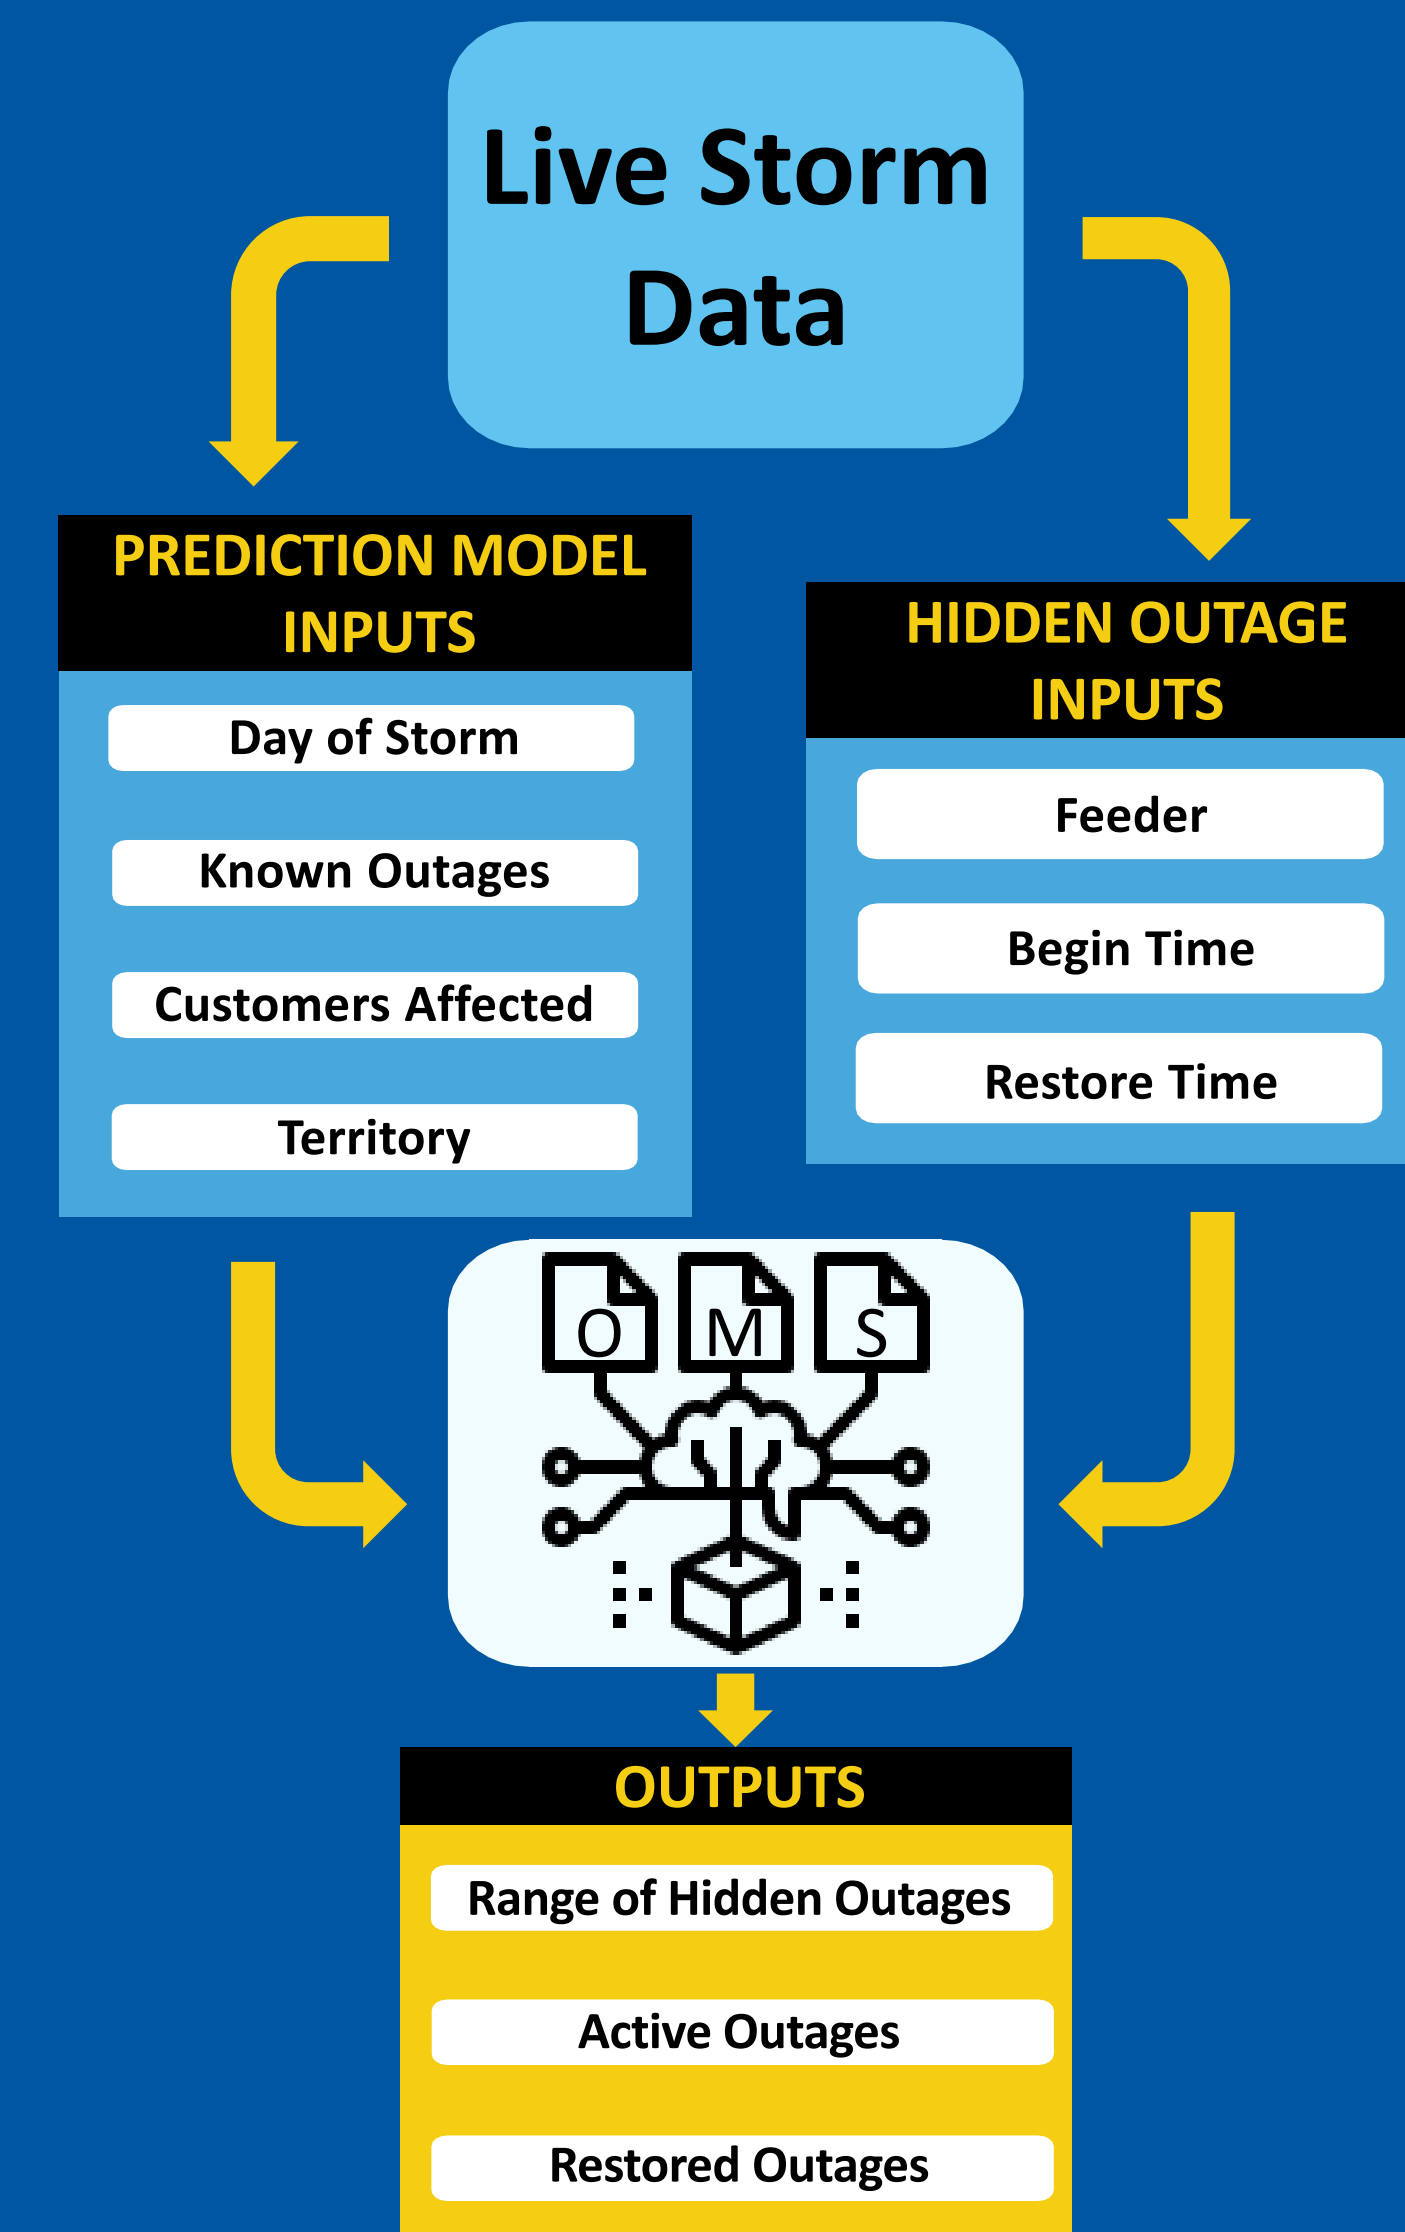 Live Storm
Data
PREDICTION MODEL
INPUTS
Day of Storm
Known Outages
Customers Affected
Territory
HIDDEN OUTAGE
INPUTS
Feeder
Begin Time
Restore Time
O M S
OUTPUTS
Range of Hidden Outages
Active Outages
Restored Outages